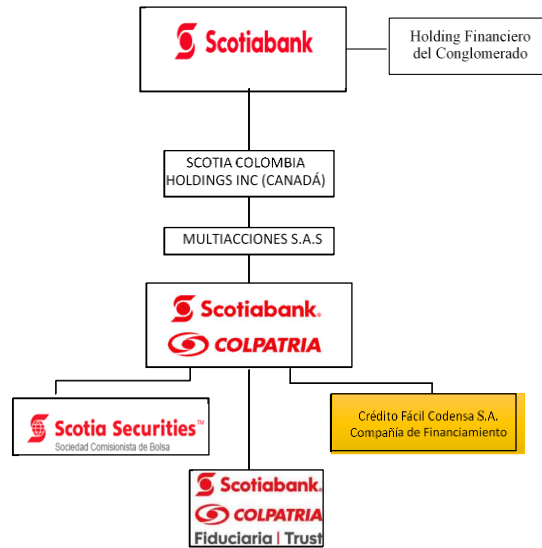 Scotiabank
Holding Financiero
del Conglomerado
SCOTIA COLOMBIA
HOLDINGS INC (CANADÁ)
MULTIACCIONES S.A.S
Scotiabank.
COLPATRIA
Scotia Securities™
Sociedad Comisionista de Bolsa
Crédito Fácil Codensa S.A.
Compañía de Financiamiento
Scotiabank.
COLPATRIA
Fiduciaria | Trust